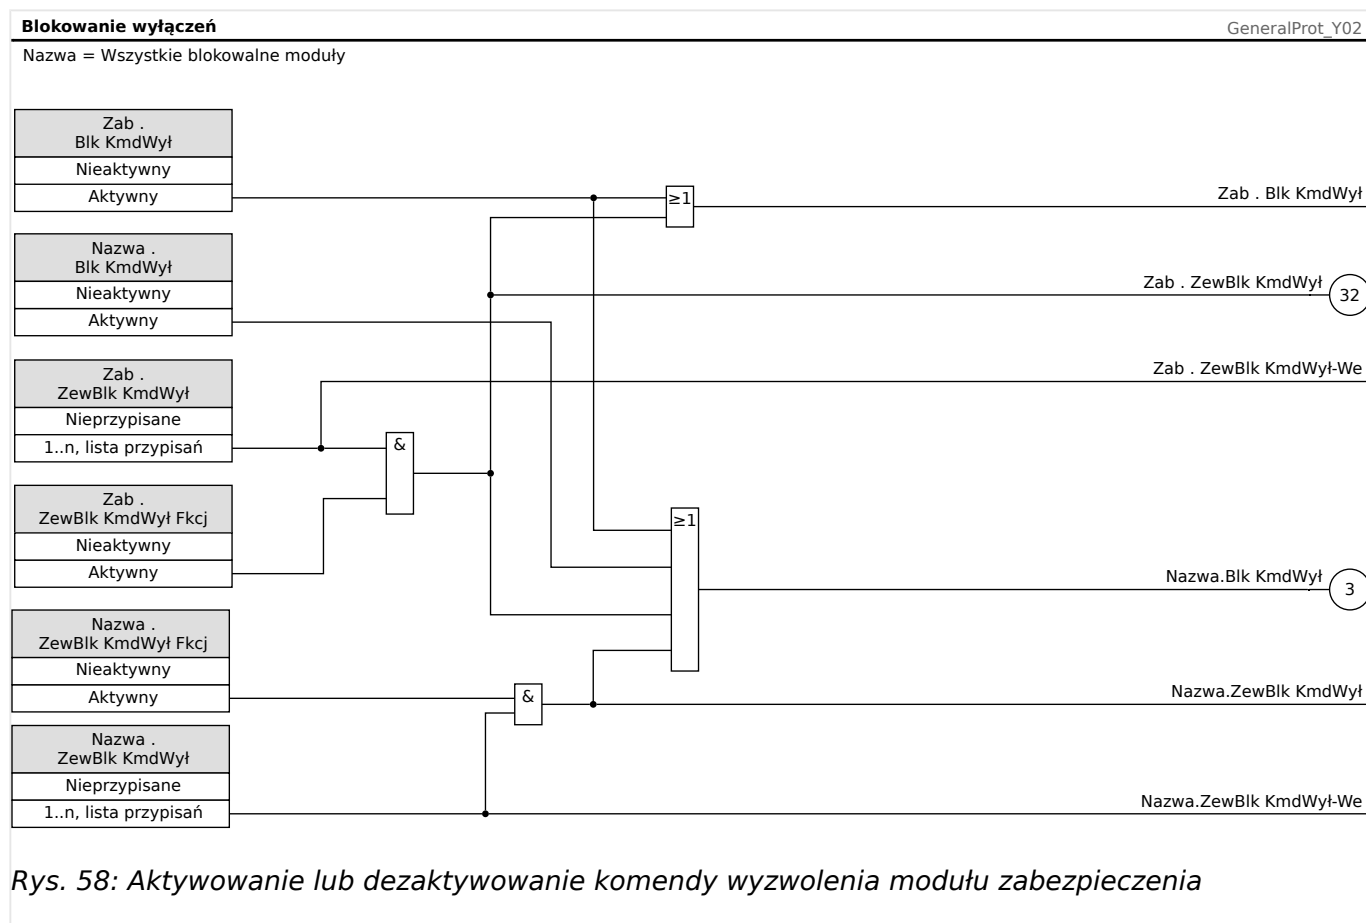 Blokowanie wyłączeń
GeneralProt_Y02
Nazwa = Wszystkie blokowalne moduły
Zab .
Blk KmdWył
Nieaktywny
Aktywny
≥1
Zab . Blk KmdWył
Nazwa .
Blk KmdWył
Nieaktywny
Aktywny
Zab . ZewBlk KmdWył
32
Zab .
ZewBlk KmdWył
Nieprzypisane
1..n, lista przypisań
Zab . ZewBlk KmdWył-We
&
Zab .
ZewBlk KmdWył Fkcj
Nieaktywny
Aktywny
≥1
Nazwa.Blk KmdWył
3
Nazwa .
ZewBlk KmdWył Fkcj
Nieaktywny
Aktywny
&
Nazwa.ZewBlk KmdWył
Nazwa .
ZewBlk KmdWył
Nieprzypisane
1..n, lista przypisań
Nazwa.ZewBlk KmdWył-We
Rys. 58: Aktywowanie lub dezaktywowanie komendy wyzwolenia modułu zabezpieczenia